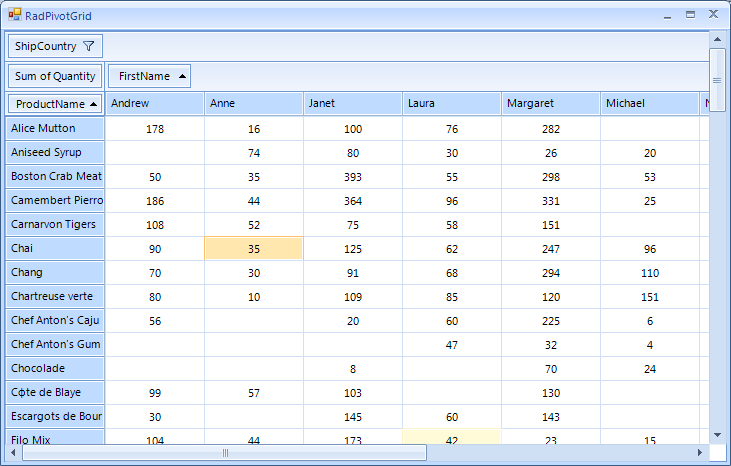 RadPivotGrid
ShipCountry
Sum of Quantity FirstName
ProductName Andrew Anne Janet Laura Margaret Michael
Alice Mutton 178 16 100 76 282
Aniseed Syrup 74 80 30 26 20
Boston Crab Meat 50 35 393 55 298 53
Camembert Pierro 186 44 364 96 331 25
Carnarvon Tigers 108 52 75 58 151
Chai 90 35 125 62 247 96
Chang 70 30 91 68 294 110
Chartreuse verte 80 10 109 85 120 151
Chef Anton's Caju 56 20 60 225 6
Chef Anton's Gum 47 32 4
Chocolade 8 70 24
Cφte de Blaye 99 57 103 130
Escargots de Bour 30 145 60 143
Filo Mix 104 44 173 42 23 15